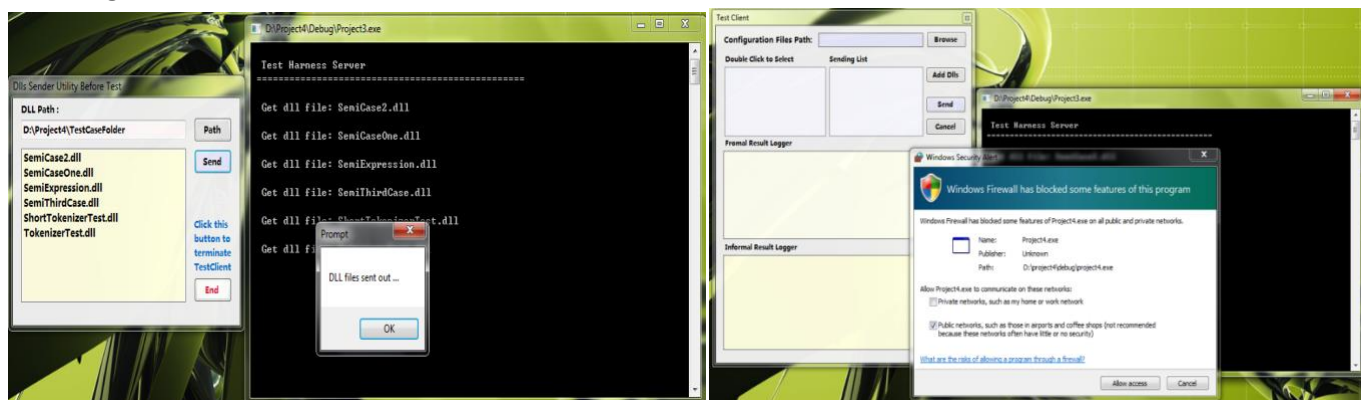 Dlls Sender Utility Before Test
DLL Path :
D:\Project4\TestCaseFolder
Path
SemiCase2.dll
SemiCaseOne.dll
SemiExpression.dll
SemiThirdCase.dll
ShortTokenizerTest.dll
TokenizerTest.dll
Send
Click this
button to
terminate
TestClient
End
D:\Project4\Debug\Project3.exe
Test Harness Server
Get dll file: SemiCase2.dll
Get dll file: SemiCaseOne.dll
Get dll file: SemiExpression.dll
Get dll file: SemiThirdCase.dll
Get dll file: ShortTokenizerTest.dll
Get dll
Prompt
DLL files sent out ...
OK
Test Client
Configuration Files Path:
Browse
Double Click to Select
Sending List
Add Dlls
Send
Cancel
Fromal Result Logger
Informal Result Logger
D:\Project4\Debug\Project3.exe
Test Harness Server
Windows Security Alert
Windows Firewall has blocked some features of this program
Windows Firewall has blocked some features of Project4.exe on all public and private networks.
Name: Project4.exe
Publisher: Unknown
Path: D:\project4\debug\project4.exe
Allow Project4.exe to communicate on these networks:
Private networks, such as my home or work network
Public networks, such as those in airports and coffee shops (not recommended
because these networks often have little or no security)
What are the risks of allowing a program through a firewall?
Allow access
Cancel